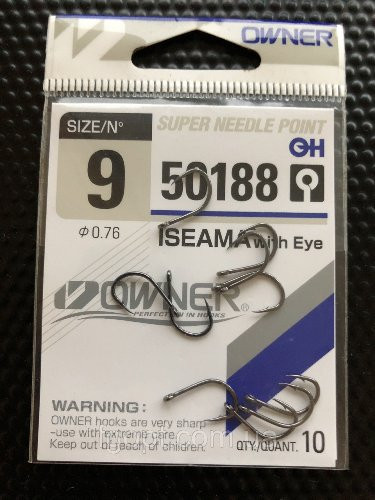 OWNER
SIZE/Nº
SUPER NEEDLE POINT
9
50188
φ0.76
ISEAMA with Eye
OWNER
PERFECTION IN HOOKS
WARNING:
OWNER hooks are very sharp
-use with extreme care.
Keep out of reach of children.
QTY./QUANT. 10